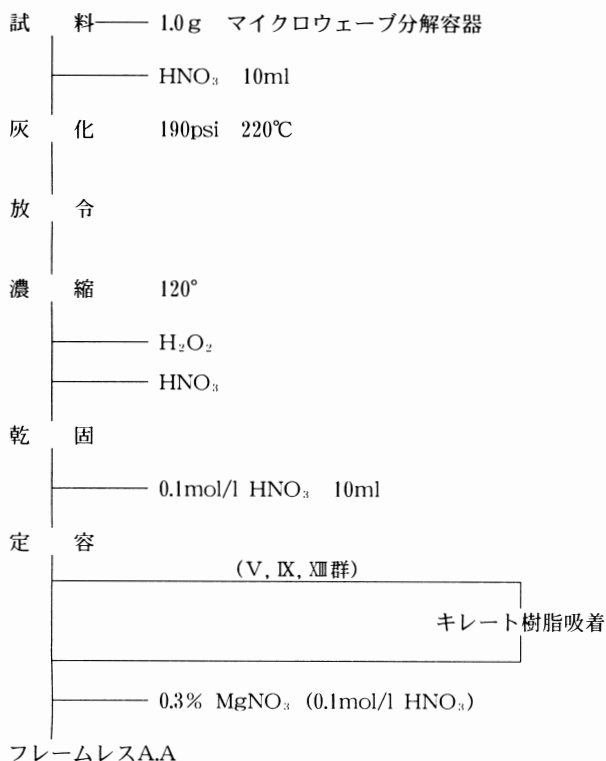 試 料 1.0g マイクロウェーブ分解容器
HNO₃ 10ml
灰 化 190psi 220℃
放 令
濃 縮 120°
H₂O₂
HNO₃
乾 固
0.1mol/l HNO₃ 10ml
定 容
(Ⅴ, Ⅸ, ⅩⅢ群)
キレート樹脂吸着
0.3% MgNO₃ (0.1mol/l HNO₃)
フレームレスA.A